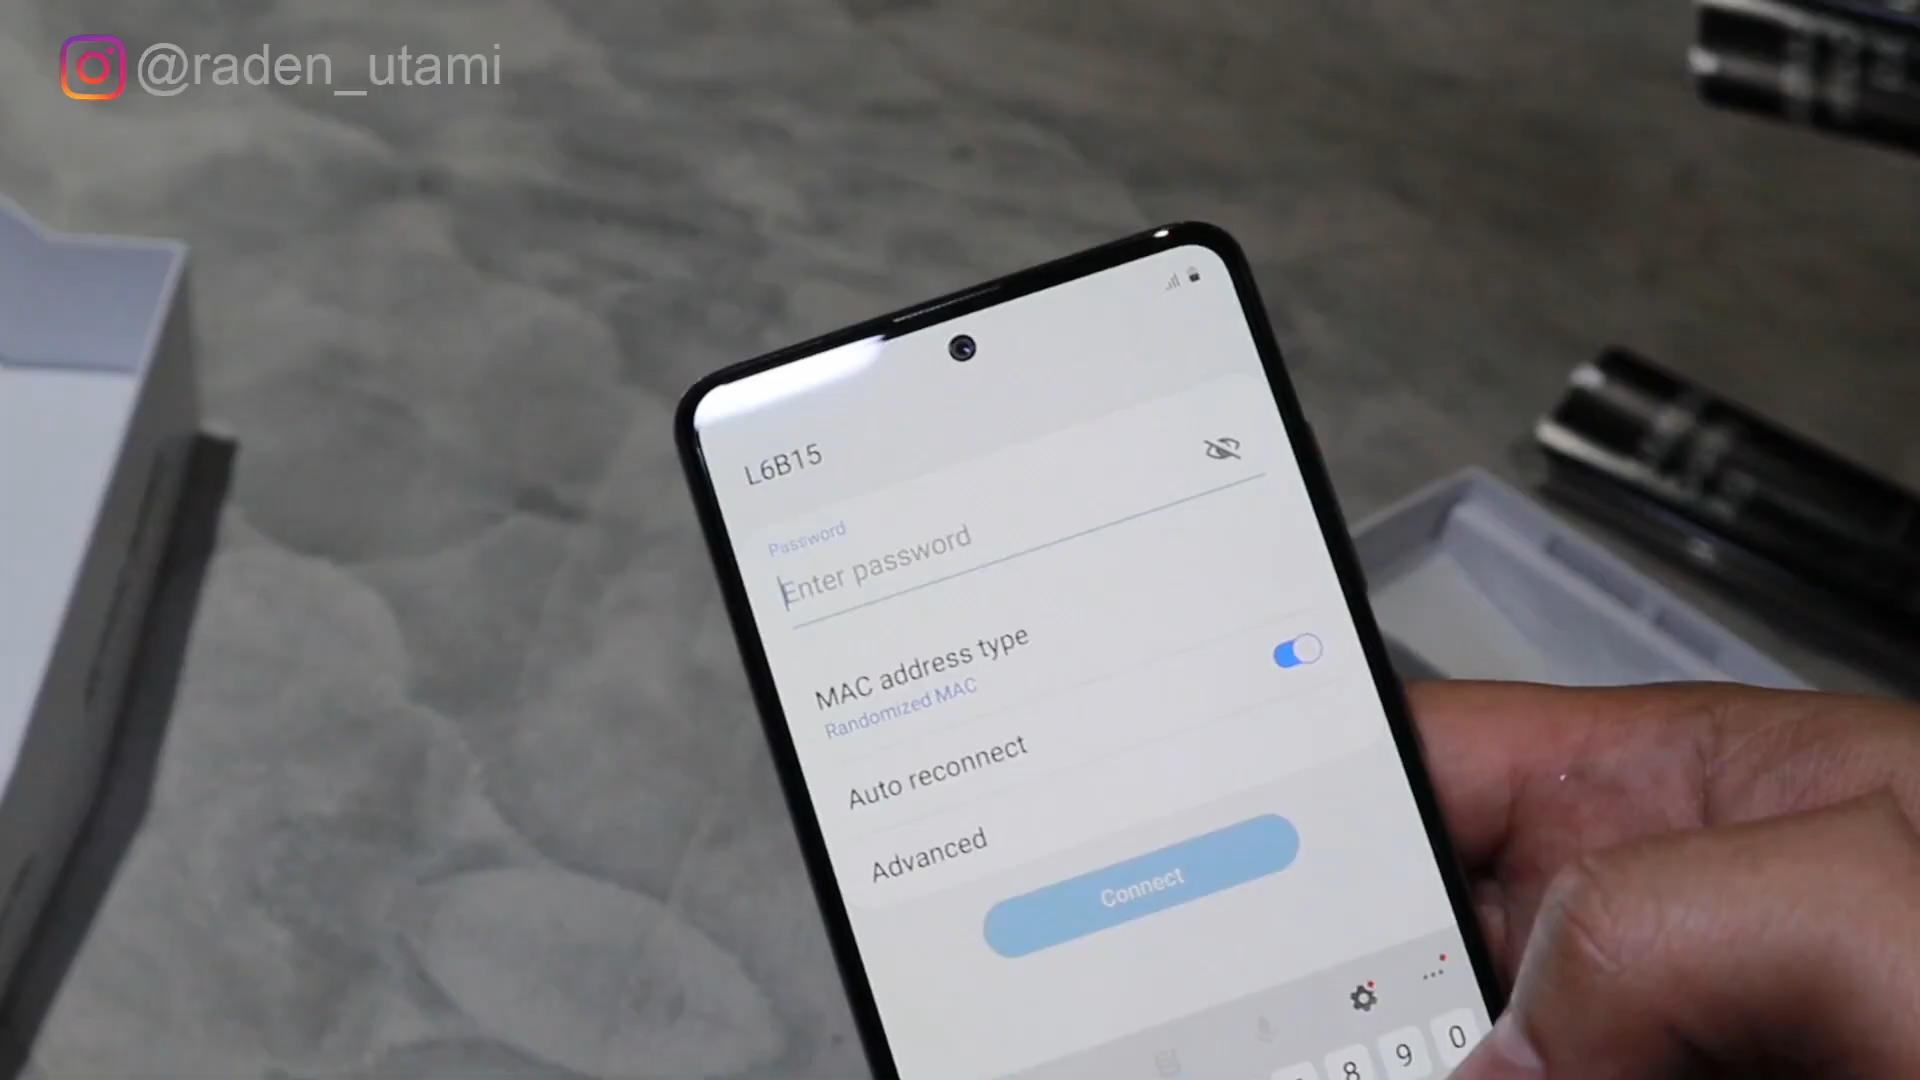 @raden_utami
L6B15
Password
Enter password
MAC address type
Randomized MAC
Auto reconnect
Advanced
Connect
8 9 0